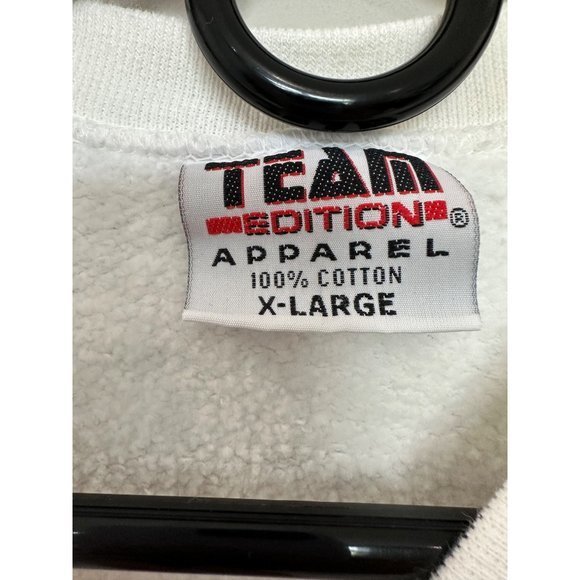 TEAM
EDITION®
APPAREL
100% COTTON
X-LARGE